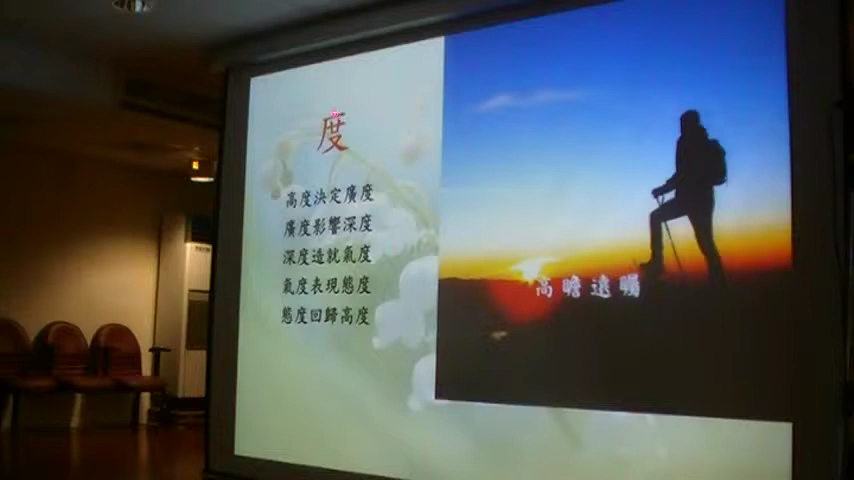 度
高度決定廣度
廣度影響深度
深度造就氣度
氣度表現態度
態度回歸高度
高瞻遠矚